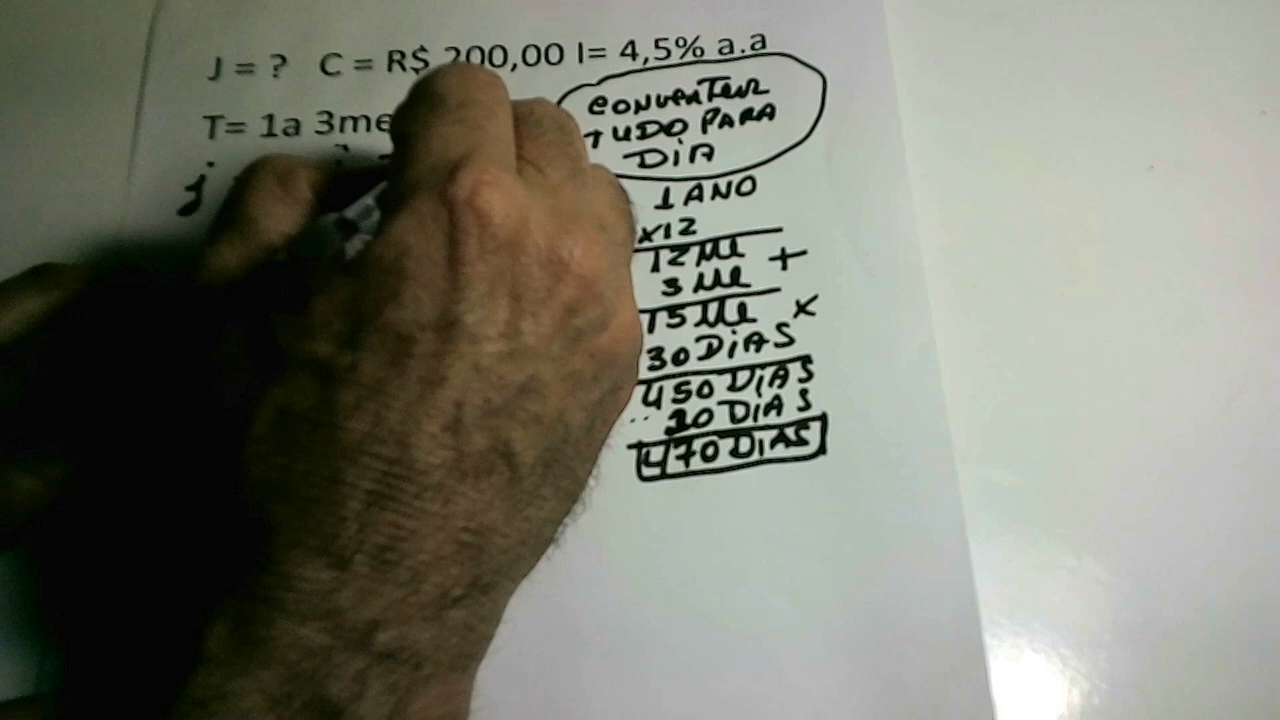 J = ? C = R$ 200,00 I= 4,5% a.a
T= 1a 3me
j
CONVERTER
TUDO PARA
DIA
1 ANO
x12
12 Me +
3 Me
15 Me x
30 DIAS
450 DIAS
20 DIAS
470 DIAS